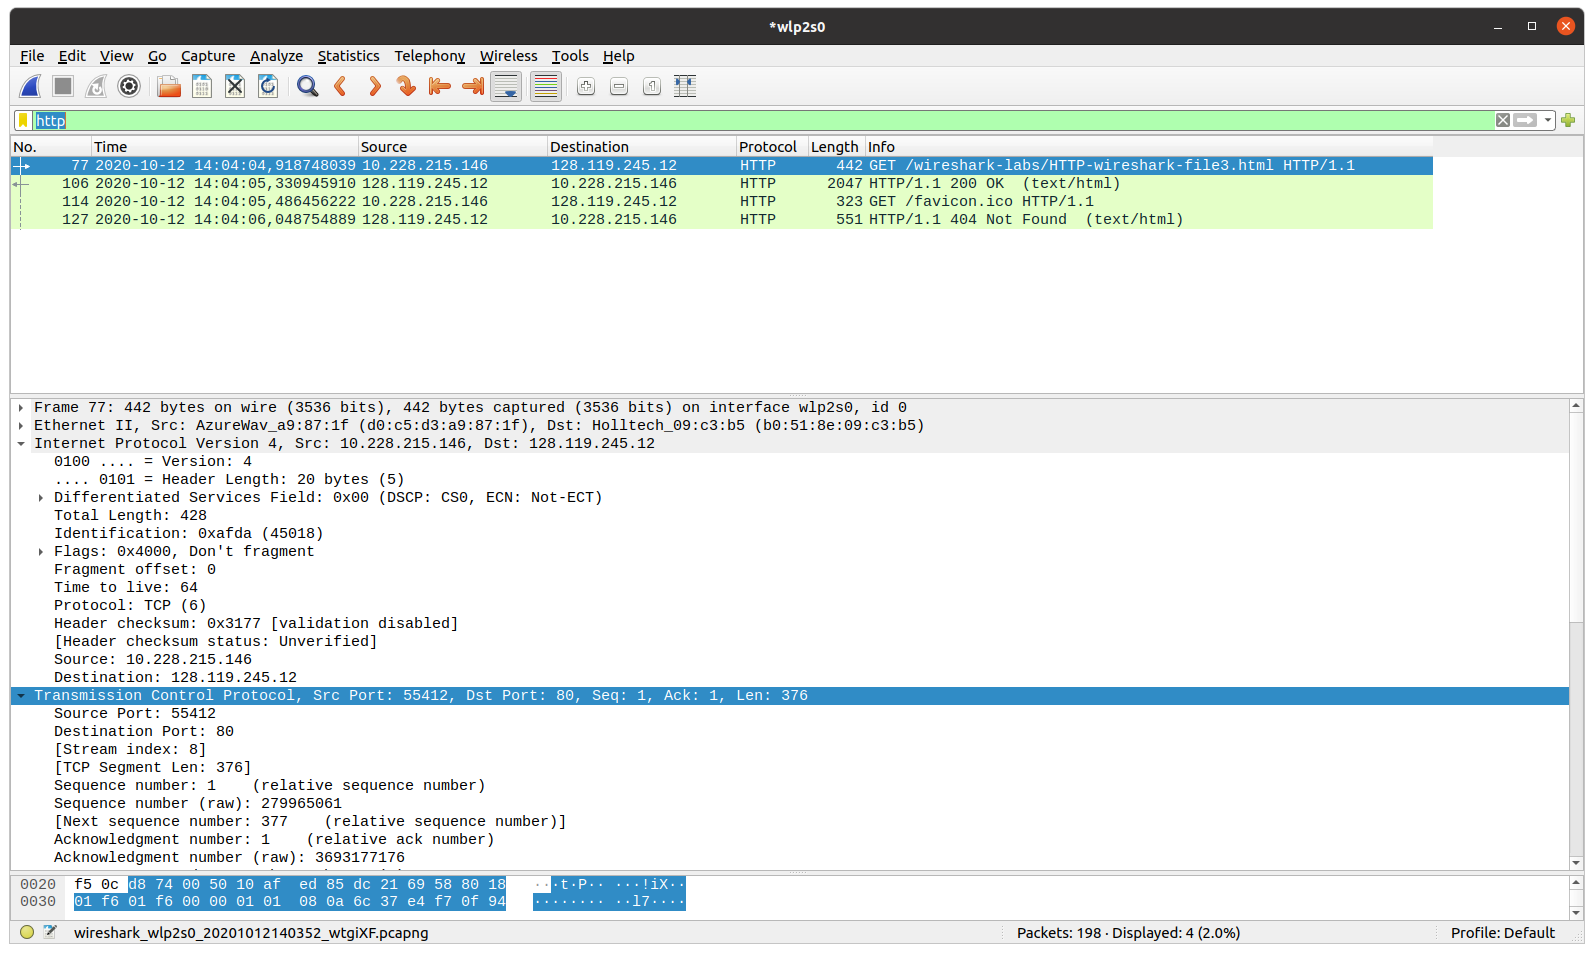 *wlp2s0
File Edit View Go Capture Analyze Statistics Telephony Wireless Tools Help
http
No. Time Source Destination Protocol Length Info
77 2020-10-12 14:04:04,918748039 10.228.215.146 128.119.245.12 HTTP 442 GET /wireshark-labs/HTTP-wireshark-file3.html HTTP/1.1
106 2020-10-12 14:04:05,330945910 128.119.245.12 10.228.215.146 HTTP 2047 HTTP/1.1 200 OK (text/html)
114 2020-10-12 14:04:05,486456222 10.228.215.146 128.119.245.12 HTTP 323 GET /favicon.ico HTTP/1.1
127 2020-10-12 14:04:06,048754889 128.119.245.12 10.228.215.146 HTTP 551 HTTP/1.1 404 Not Found (text/html)
Frame 77: 442 bytes on wire (3536 bits), 442 bytes captured (3536 bits) on interface wlp2s0, id 0
Ethernet II, Src: AzureWav_a9:87:1f (d0:c5:d3:a9:87:1f), Dst: Holltech_09:c3:b5 (b0:51:8e:09:c3:b5)
Internet Protocol Version 4, Src: 10.228.215.146, Dst: 128.119.245.12
0100 .... = Version: 4
.... 0101 = Header Length: 20 bytes (5)
Differentiated Services Field: 0x00 (DSCP: CS0, ECN: Not-ECT)
Total Length: 428
Identification: 0xafda (45018)
Flags: 0x4000, Don't fragment
Fragment offset: 0
Time to live: 64
Protocol: TCP (6)
Header checksum: 0x3177 [validation disabled]
[Header checksum status: Unverified]
Source: 10.228.215.146
Destination: 128.119.245.12
Transmission Control Protocol, Src Port: 55412, Dst Port: 80, Seq: 1, Ack: 1, Len: 376
Source Port: 55412
Destination Port: 80
[Stream index: 8]
[TCP Segment Len: 376]
Sequence number: 1 (relative sequence number)
Sequence number (raw): 279965061
[Next sequence number: 377 (relative sequence number)]
Acknowledgment number: 1 (relative ack number)
Acknowledgment number (raw): 3693177176
0020 f5 0c d8 74 00 50 10 af ed 85 dc 21 69 58 80 18 ···t·P·· ···!iX··
0030 01 f6 01 f6 00 00 01 01 08 0a 6c 37 e4 f7 0f 94 ········ ··l7····
wireshark_wlp2s0_20201012140352_wtgiXF.pcapng Packets: 198 · Displayed: 4 (2.0%) Profile: Default